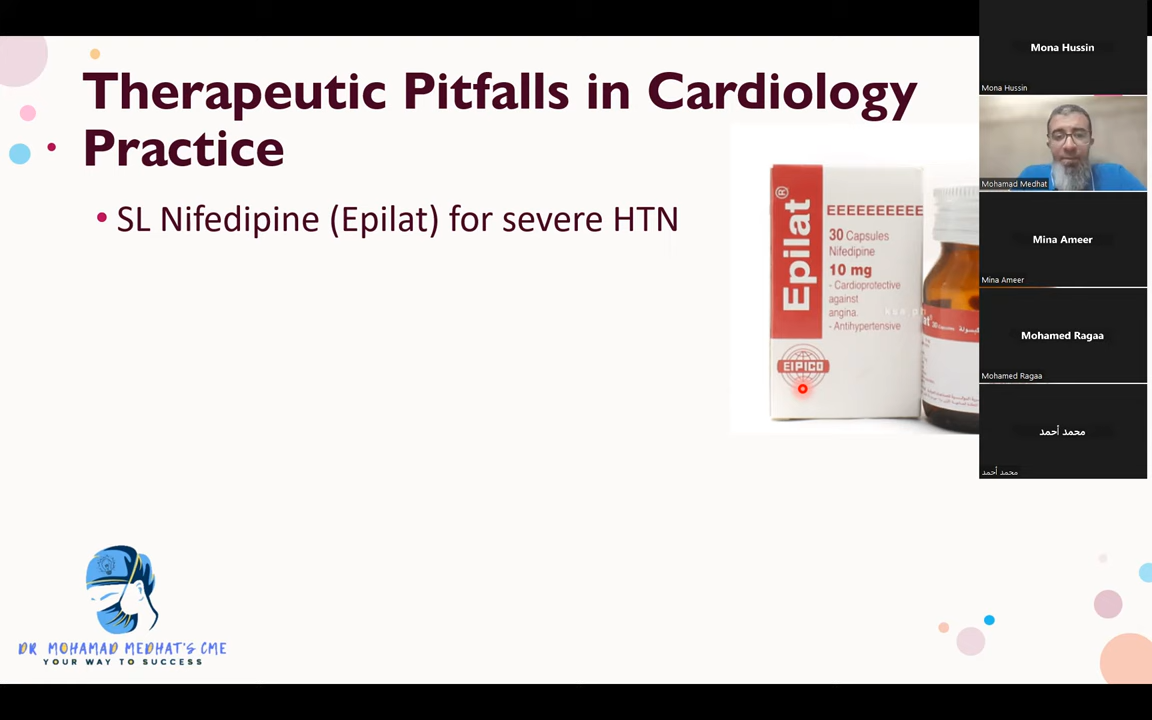 Therapeutic Pitfalls in Cardiology
Practice
• SL Nifedipine (Epilat) for severe HTN
Epilat®
EEEEEEEEEE
30 Capsules
Nifedipine
10 mg
- Cardioprotective
against
angina.
- Antihypertensive
EIPICO
DR MOHAMAD MEDHAT'S CME
YOUR WAY TO SUCCESS
Mona Hussin
Mona Hussin
Mohamad Medhat
Mina Ameer
Mina Ameer
Mohamed Ragaa
Mohamed Ragaa
محمد أحمد
محمد أحمد